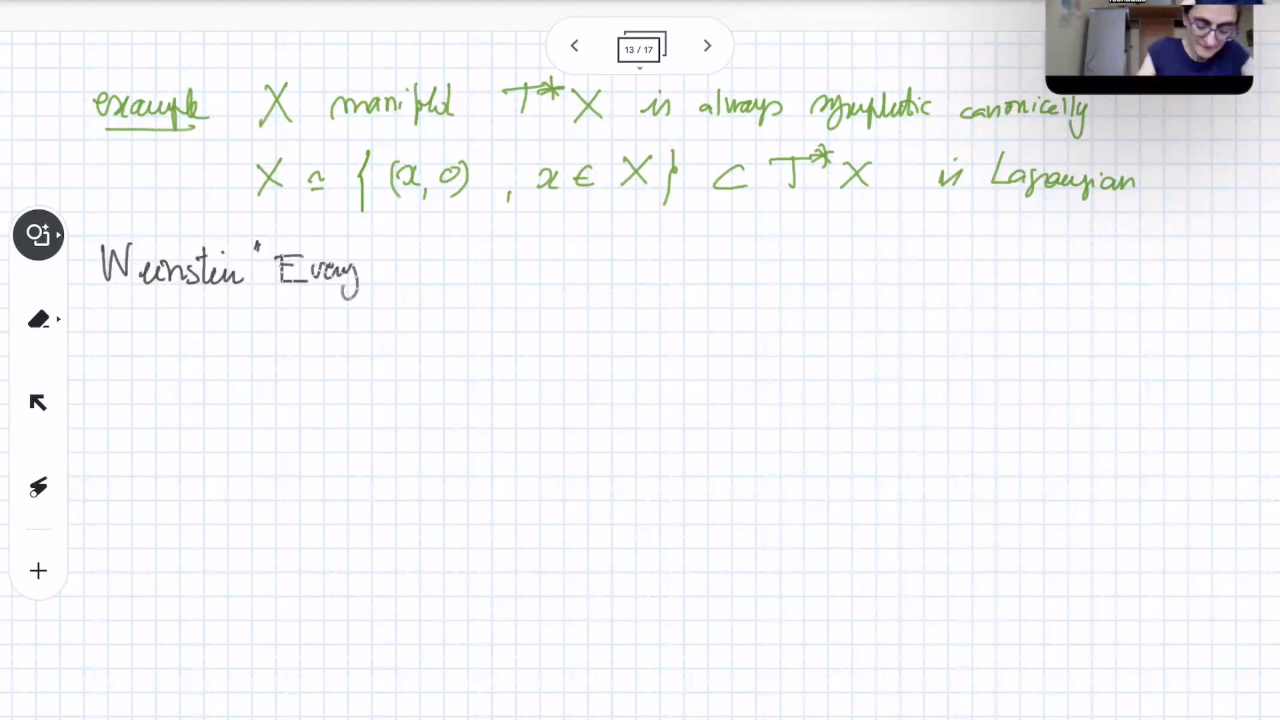 13 / 17
example X manifold T*X is always symplectic canonically
X ≃ { (x, 0) , x ∈ X } ⊂ T*X is Lagrangian
Weinstein " Every